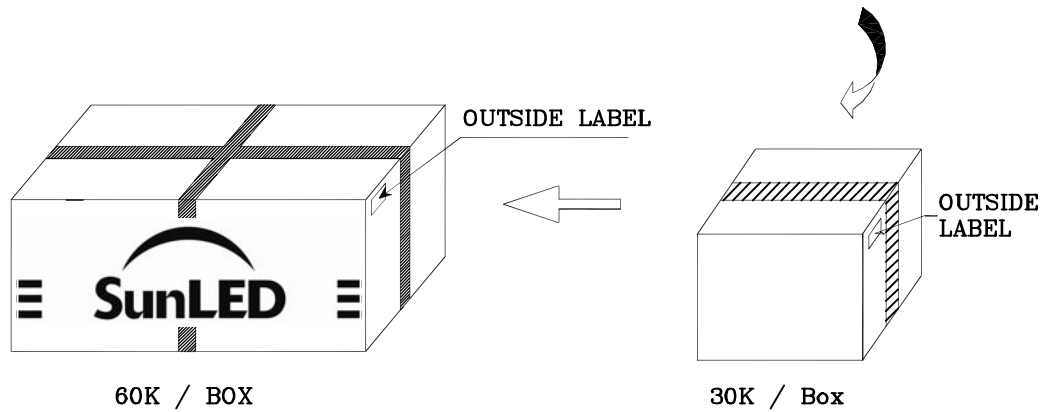 OUTSIDE LABEL
OUTSIDE
LABEL
SunLED
60K / BOX
30K / Box